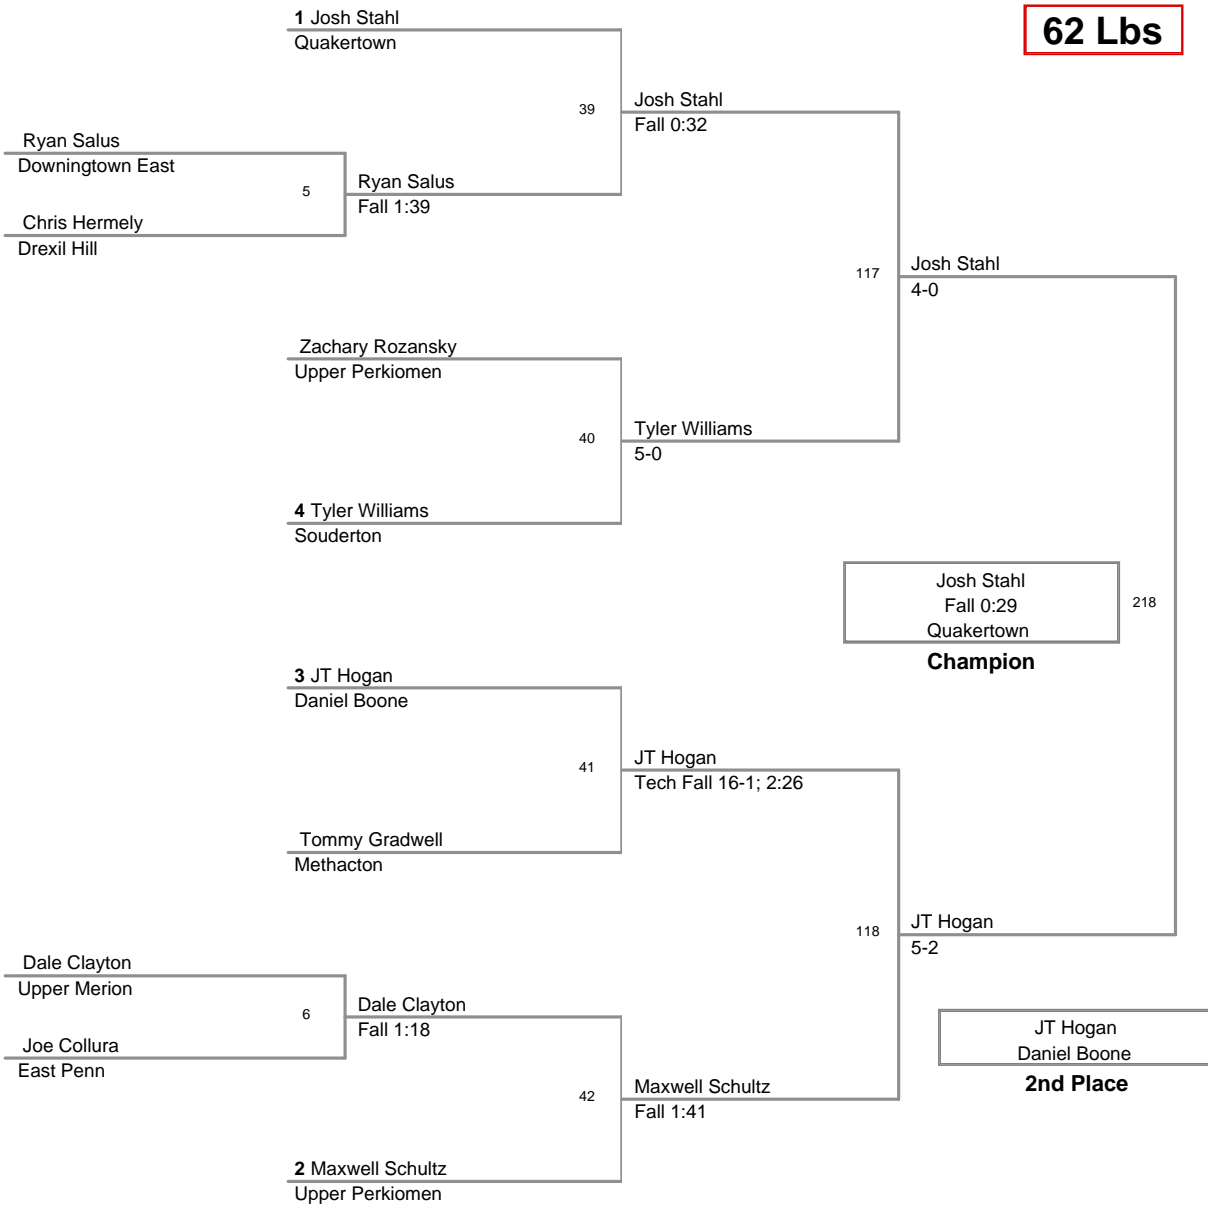 1 Josh Stahl
Quakertown
62 Lbs
39
Josh Stahl
Fall 0:32
Ryan Salus
Downingtown East
5
Ryan Salus
Fall 1:39
Chris Hermely
Drexil Hill
117
Josh Stahl
4-0
Zachary Rozansky
Upper Perkiomen
40
Tyler Williams
5-0
4 Tyler Williams
Souderton
Josh Stahl
Fall 0:29
Quakertown
218
Champion
3 JT Hogan
Daniel Boone
41
JT Hogan
Tech Fall 16-1; 2:26
Tommy Gradwell
Methacton
118
JT Hogan
5-2
Dale Clayton
Upper Merion
6
Dale Clayton
Fall 1:18
Joe Collura
East Penn
JT Hogan
Daniel Boone
2nd Place
42
Maxwell Schultz
Fall 1:41
2 Maxwell Schultz
Upper Perkiomen